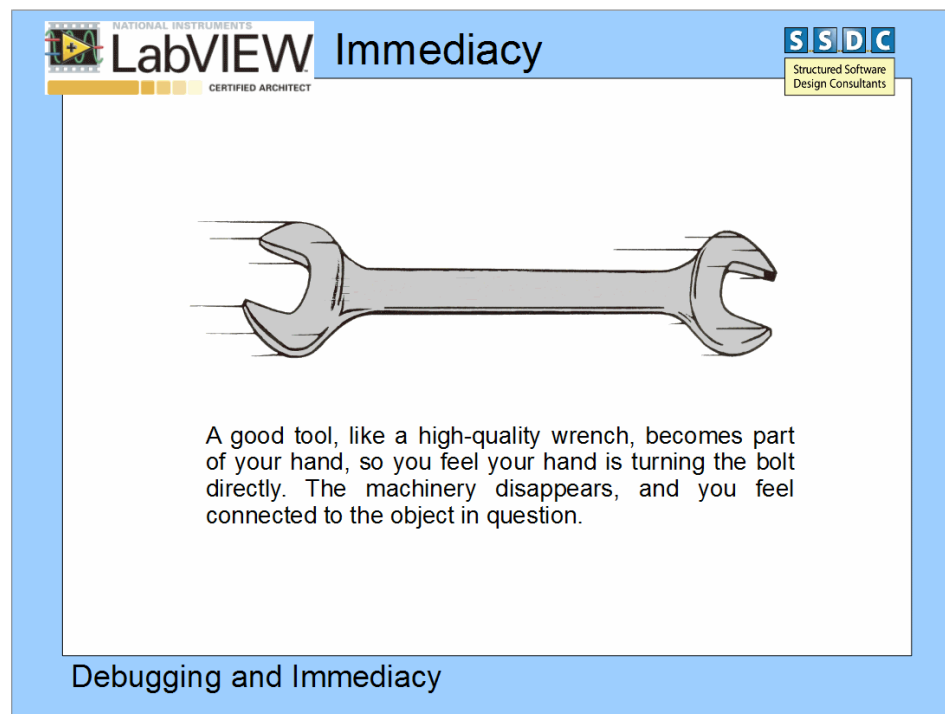 NATIONAL INSTRUMENTS
LabVIEW
CERTIFIED ARCHITECT
Immediacy
SSDC
Structured Software
Design Consultants
A good tool, like a high-quality wrench, becomes part
of your hand, so you feel your hand is turning the bolt
directly. The machinery disappears, and you feel
connected to the object in question.
Debugging and Immediacy